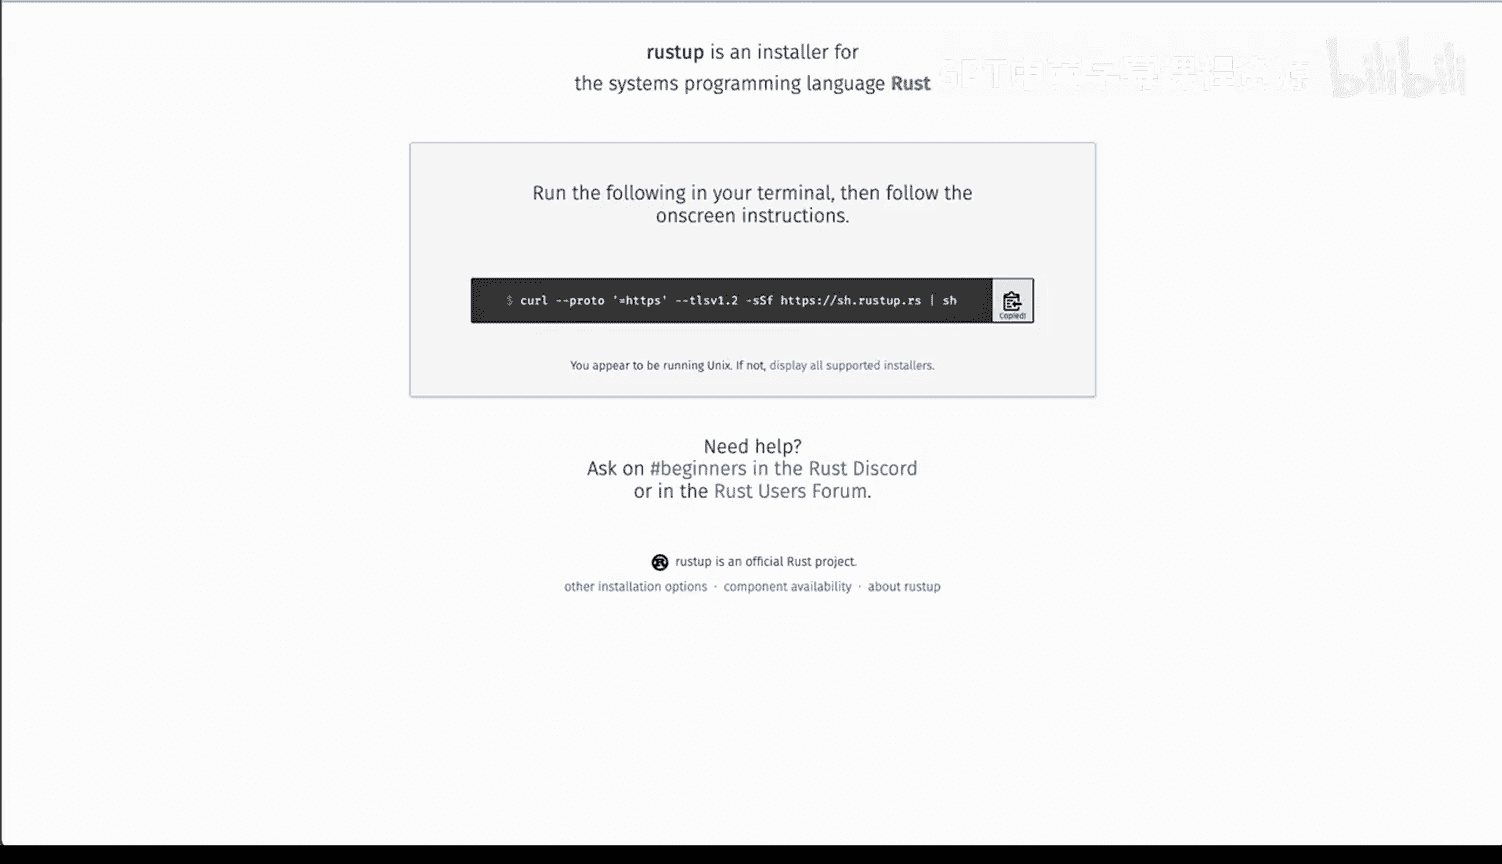 rustup is an installer for
the systems programming language Rust
bilibili
Run the following in your terminal, then follow the
onscreen instructions.
$ curl --proto '=https' --tlsv1.2 -sSf https://sh.rustup.rs | sh
Copied!
You appear to be running Unix. If not, display all supported installers.
Need help?
Ask on #beginners in the Rust Discord
or in the Rust Users Forum.
rustup is an official Rust project.
other installation options · component availability · about rustup